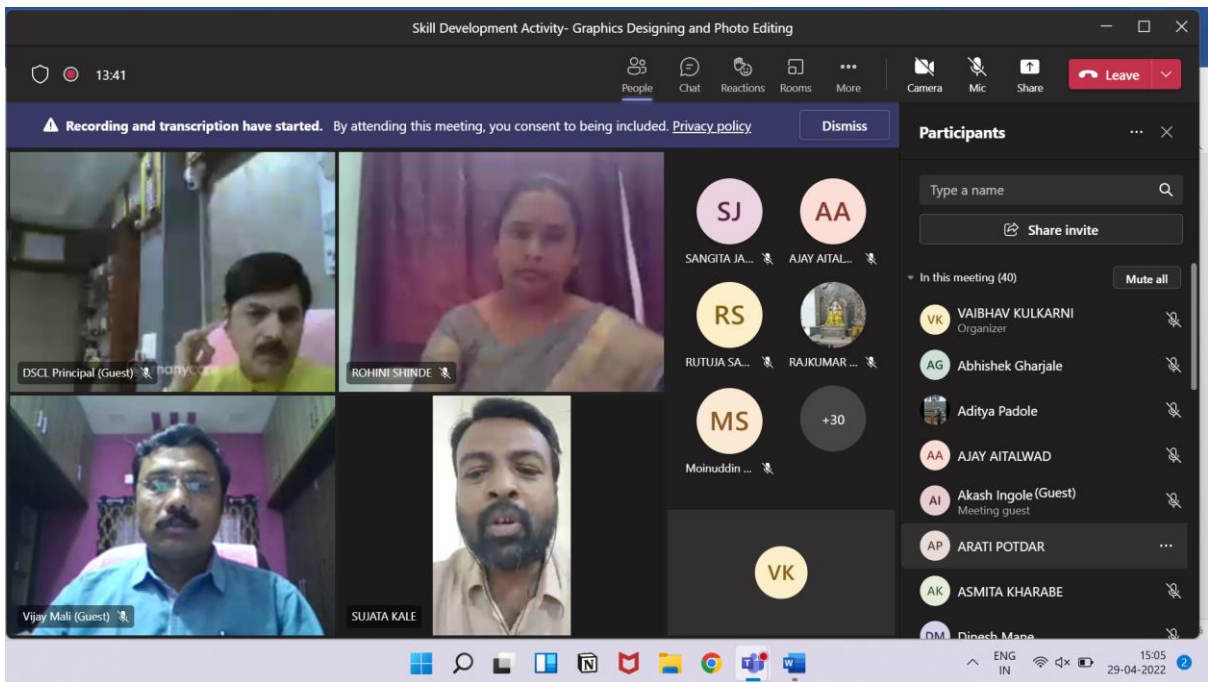 Skill Development Activity- Graphics Designing and Photo Editing
13:41
People
Chat
Reactions
Rooms
More
Camera
Mic
Share
Leave
Recording and transcription have started. By attending this meeting, you consent to being included. Privacy policy
Dismiss
DSCL Principal (Guest)
ROHINI SHINDE
Vijay Mali (Guest)
SUJATA KALE
SJ
SANGITA JA...
AA
AJAY AITAL...
RS
RUTUJA SA...
RAJKUMAR ...
MS
Moinuddin ...
+30
VK
Participants
Type a name
Share invite
In this meeting (40)
Mute all
VK
VAIBHAV KULKARNI
Organizer
AG
Abhishek Gharjale
Aditya Padole
AA
AJAY AITALWAD
AI
Akash Ingole (Guest)
Meeting guest
AP
ARATI POTDAR
AK
ASMITA KHARABE
DM
Dinesh Mane
ENG
IN
15:05
29-04-2022
2